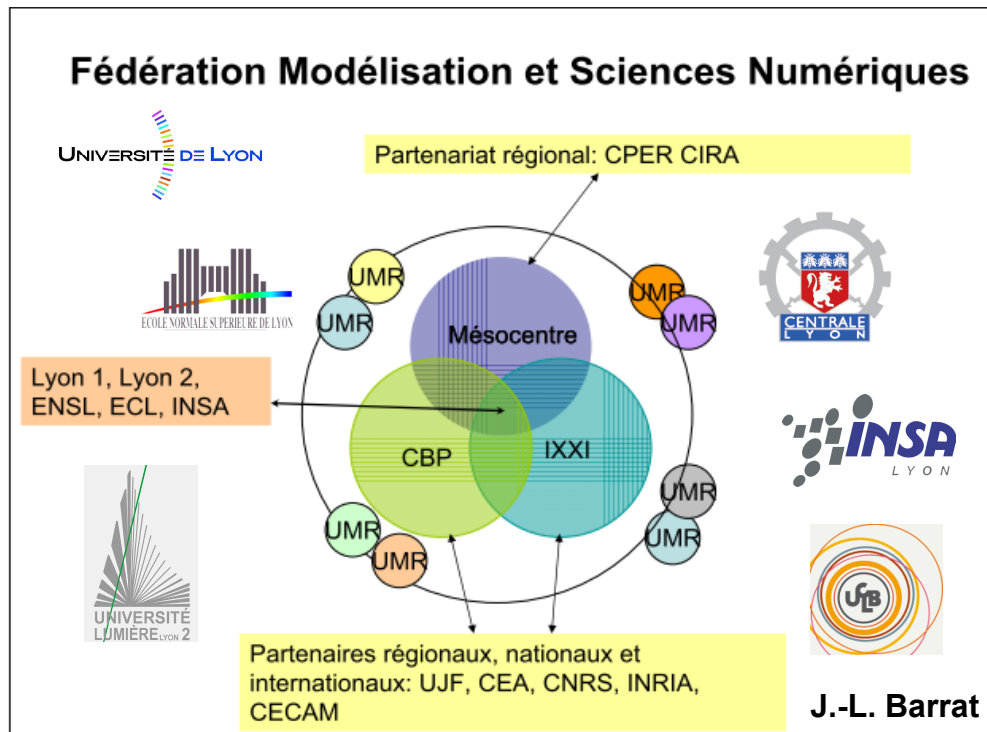 Fédération Modélisation et Sciences Numériques
UNIVERSITÉ DE LYON
Partenariat régional: CPER CIRA
ECOLE NORMALE SUPERIEURE DE LYON
UMR
UMR
Mésocentre
UMR
UMR
CENTRALE
LYON
Lyon 1, Lyon 2,
ENSL, ECL, INSA
CBP
IXXI
INSA
LYON
UMR
UMR
UMR
UMR
UNIVERSITÉ
LUMIÈRE LYON 2
UCLB
Partenaires régionaux, nationaux et
internationaux: UJF, CEA, CNRS, INRIA,
CECAM
J.-L. Barrat